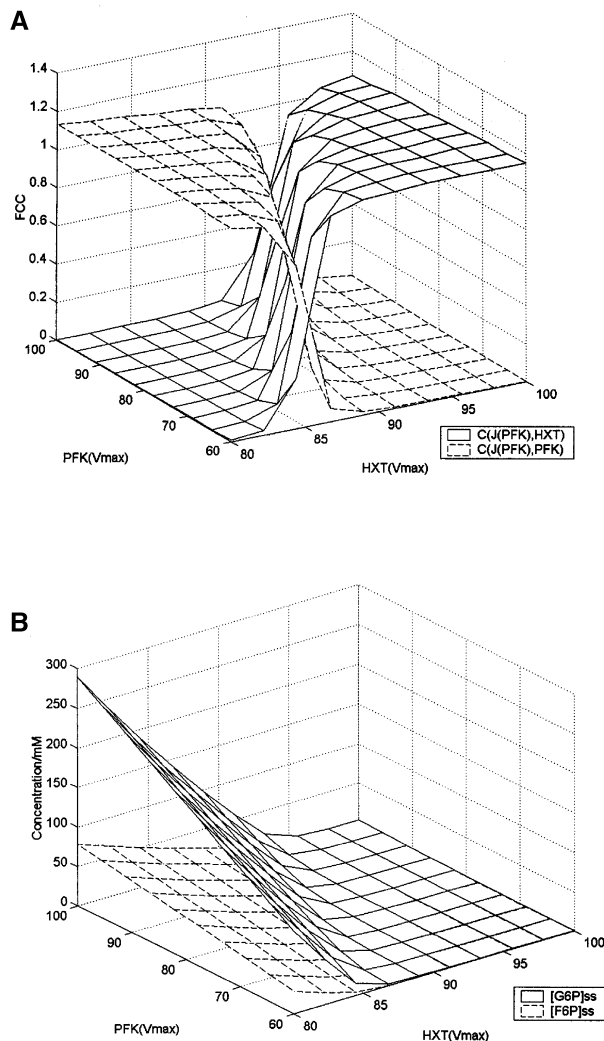 A
1.4
1.2
1
0.8
0.6
0.4
0.2
0
FCC
100
90
80
70
60
PFK(Vmax)
80
85
90
95
100
HXT(Vmax)
C(J(PFK),HXT)
C(J(PFK),PFK)
B
300
250
200
150
100
50
0
Concentration/mM
100
90
80
70
60
PFK(Vmax)
80
85
90
95
100
HXT(Vmax)
[G6P]ss
[F6P]ss